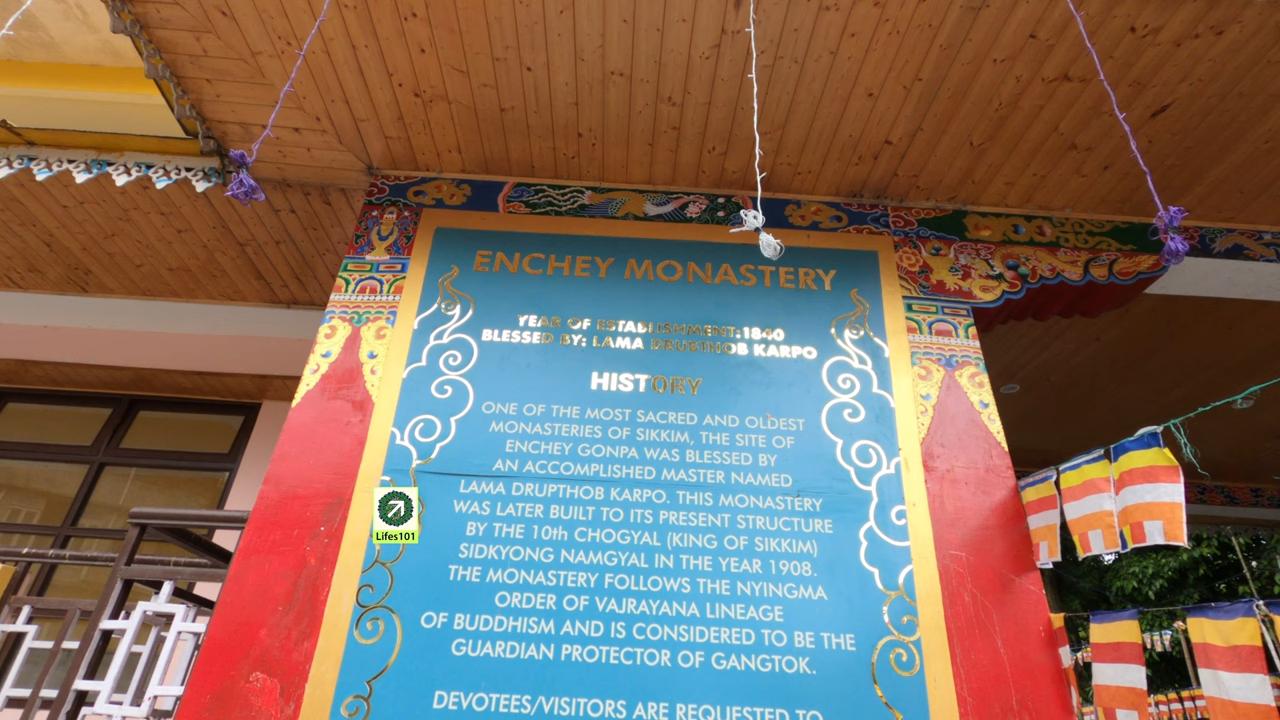 ENCHEY MONASTERY
YEAR OF ESTABLISHMENT:1840
BLESSED BY: LAMA DRUBTHOB KARPO
HISTORY
ONE OF THE MOST SACRED AND OLDEST
MONASTERIES OF SIKKIM, THE SITE OF
ENCHEY GONPA WAS BLESSED BY
AN ACCOMPLISHED MASTER NAMED
LAMA DRUPTHOB KARPO. THIS MONASTERY
WAS LATER BUILT TO ITS PRESENT STRUCTURE
BY THE 10th CHOGYAL (KING OF SIKKIM)
SIDKYONG NAMGYAL IN THE YEAR 1908.
THE MONASTERY FOLLOWS THE NYINGMA
ORDER OF VAJRAYANA LINEAGE
OF BUDDHISM AND IS CONSIDERED TO BE THE
GUARDIAN PROTECTOR OF GANGTOK.
DEVOTEES/VISITORS ARE REQUESTED TO
Lifes101